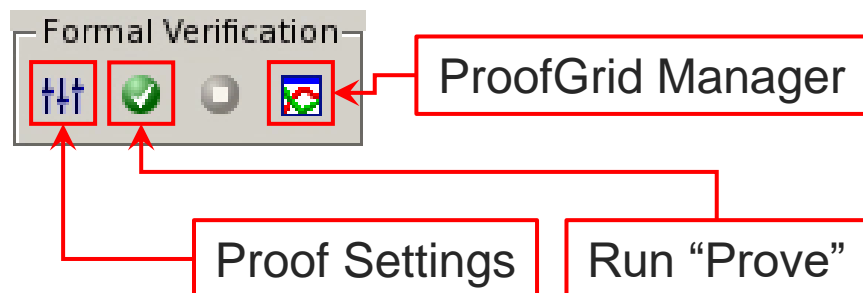 Formal Verification
ProofGrid Manager
Proof Settings
Run “Prove”